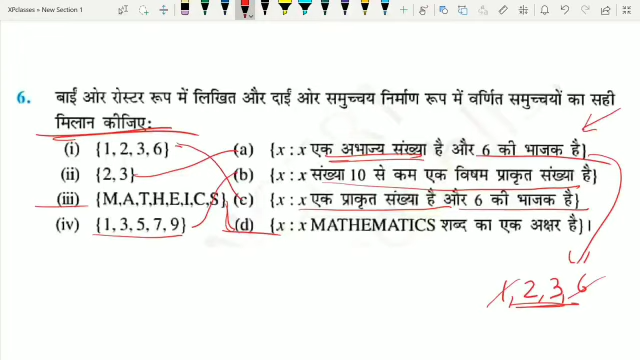 XPclasses » New Section 1
6. बाईं ओर रोस्टर रूप में लिखित और दाईं ओर समुच्चय निर्माण रूप में वर्णित समुच्चयों का सही
मिलान कीजिए:
(i) {1, 2, 3, 6} (a) {x : x एक अभाज्य संख्या है और 6 की भाजक है}
(ii) {2, 3} (b) {x : x संख्या 10 से कम एक विषम प्राकृत संख्या है}
(iii) {M,A,T,H,E,I,C,S} (c) {x : x एक प्राकृत संख्या है और 6 की भाजक है}
(iv) {1, 3, 5, 7, 9} (d) {x : x MATHEMATICS शब्द का एक अक्षर है}।
1, 2, 3, 6